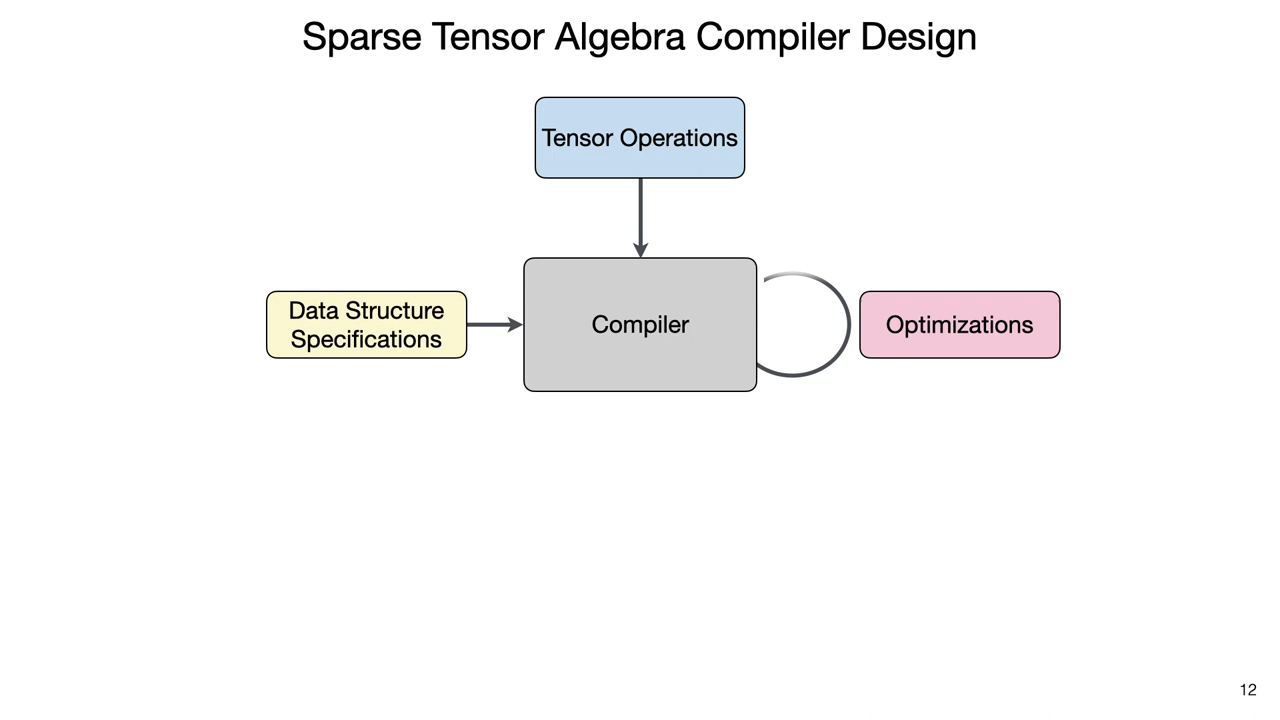 Sparse Tensor Algebra Compiler Design
Tensor Operations
Data Structure
Specifications
Compiler
Optimizations
12